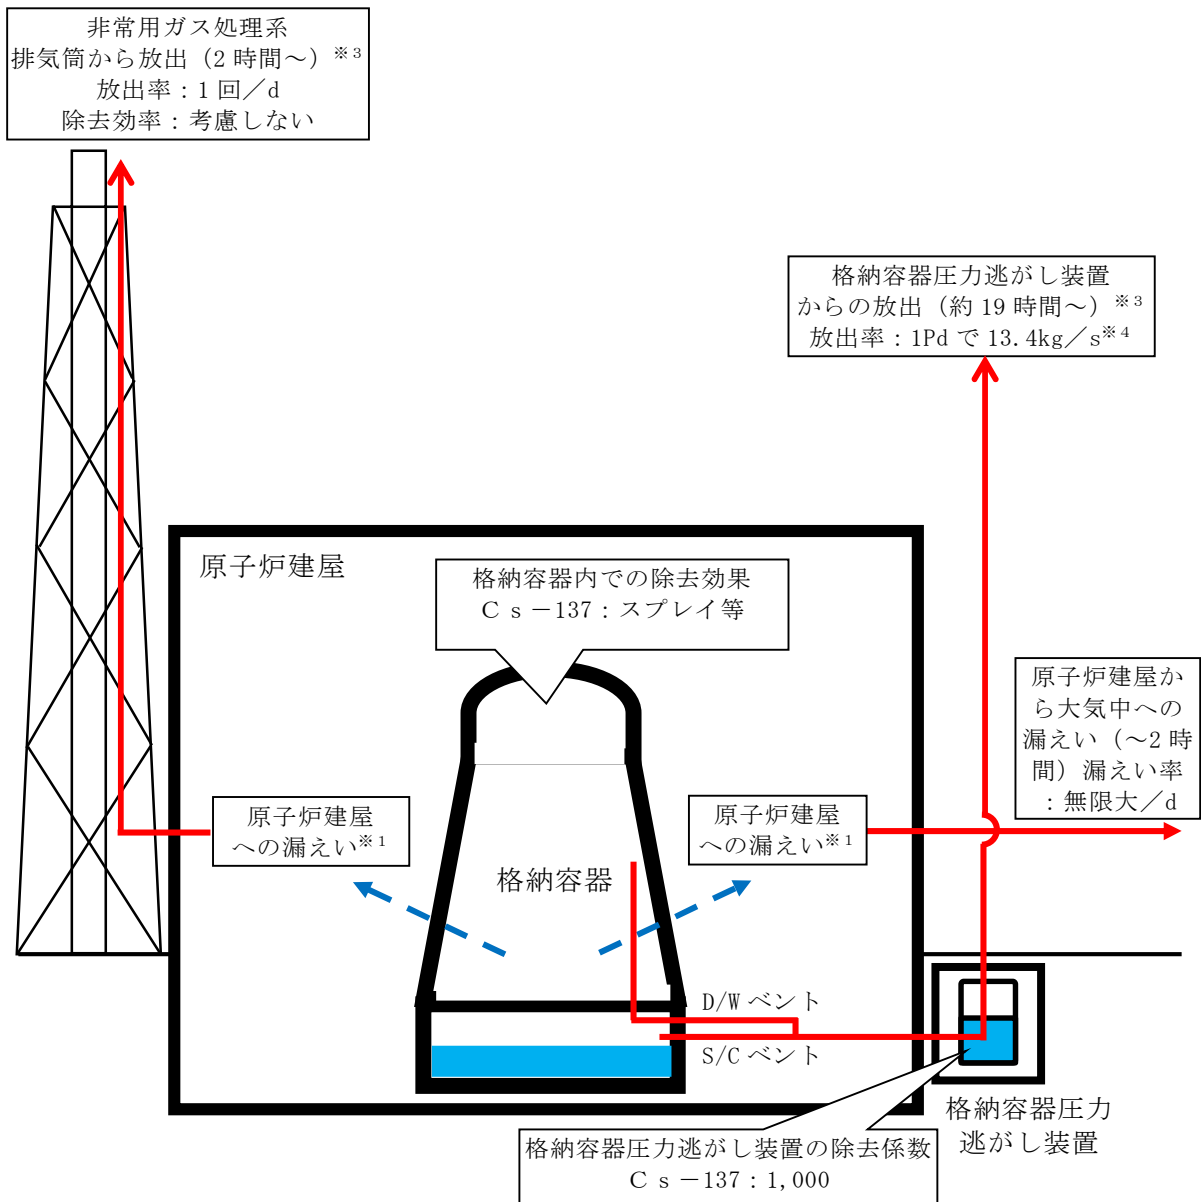 非常用ガス処理系
排気筒から放出（2 時間～）※3
放出率：1 回／d
除去効率：考慮しない
格納容器圧力逃がし装置
からの放出（約 19 時間～）※3
放出率：1Pd で 13.4kg／s※4
原子炉建屋
格納容器内での除去効果
Ｃｓ－137：スプレイ等
原子炉建屋か
ら大気中への
漏えい（～2 時
間）漏えい率
：無限大／d
原子炉建屋
への漏えい※1
原子炉建屋
への漏えい※1
格納容器
D/W ベント
S/C ベント
格納容器圧力
逃がし装置
格納容器圧力逃がし装置の除去係数
Ｃｓ－137：1,000